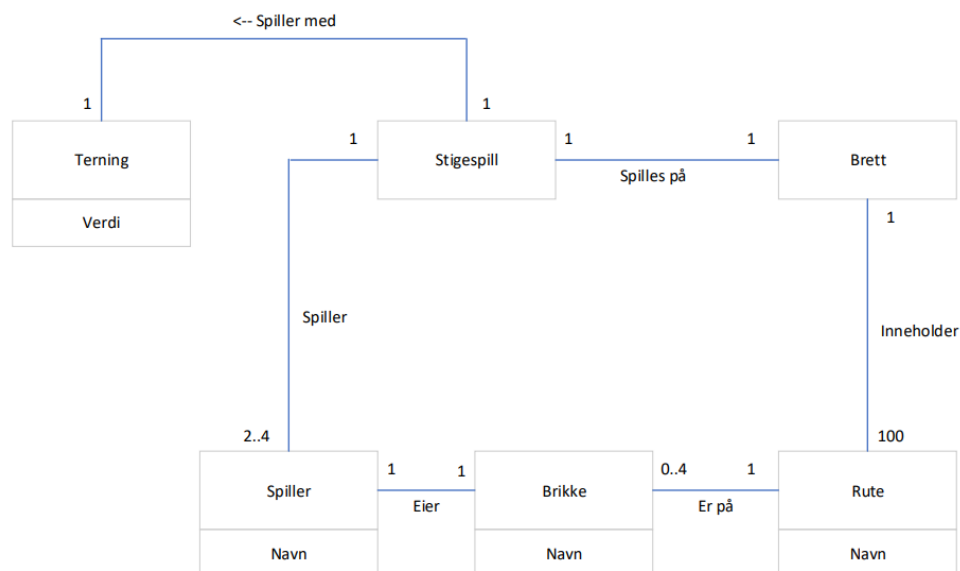 <-- Spiller med
1
1
Terning
Verdi
1
Stigespill
1
1
Spilles på
Brett
1
Spiller
Inneholder
2..4
100
Spiller
Navn
1
1
Eier
Brikke
Navn
0..4
1
Er på
Rute
Navn